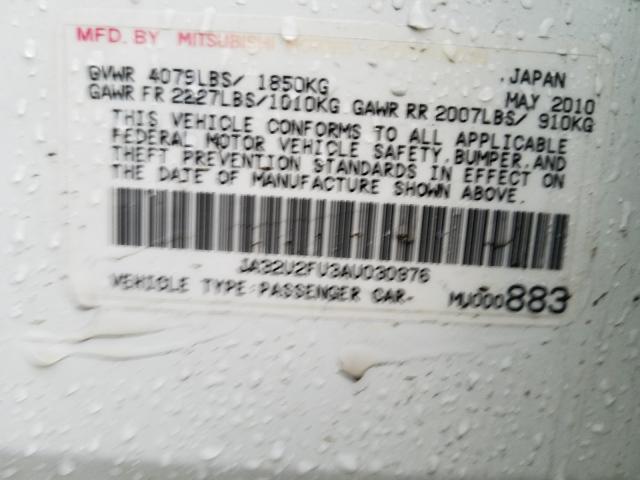 MFD. BY MITSUBISHI MOTORS
JAPAN
GVWR 4079LBS/ 1850KG MAY 2010
GAWR FR 2227LBS/1010KG GAWR RR 2007LBS/ 910KG
THIS VEHICLE CONFORMS TO ALL APPLICABLE
FEDERAL MOTOR VEHICLE SAFETY, BUMPER, AND
THEFT PREVENTION STANDARDS IN EFFECT ON
THE DATE OF MANUFACTURE SHOWN ABOVE.
JA32U2FU3AU030976
VEHICLE TYPE:PASSENGER CAR MU000883